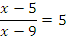 x − 5
x − 9 = 5